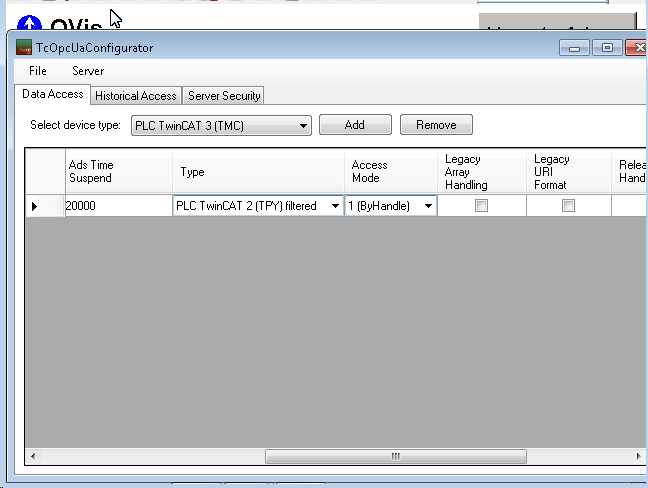 TcOpcUaConfigurator
File Server
Data Access Historical Access Server Security
Select device type: PLC TwinCAT 3 (TMC) Add Remove
Ads Time
Suspend
Type
Access
Mode
Legacy
Array
Handling
Legacy
URI
Format
20000 PLC TwinCAT 2 (TPY) filtered 1 (ByHandle)